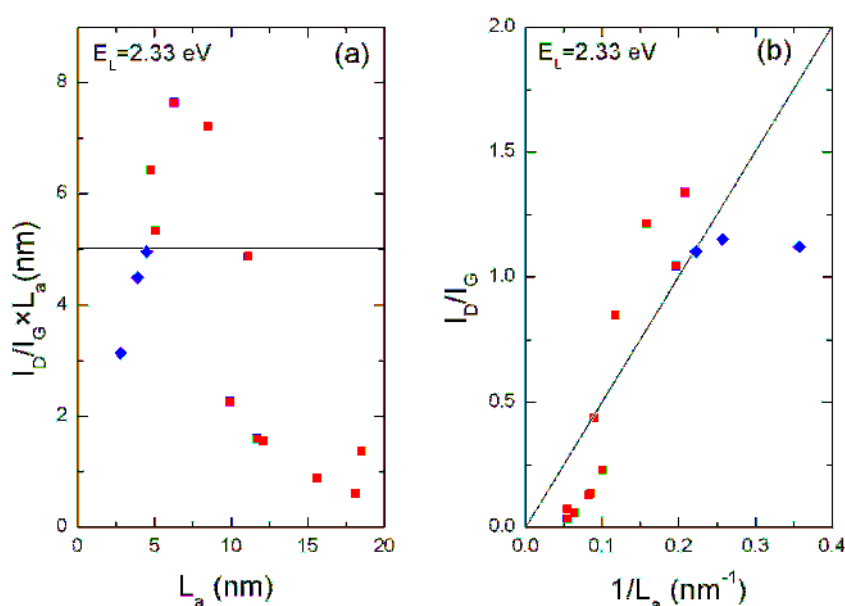 E_L=2.33 eV
(a)
8
6
4
2
0
0
5
10
15
20
I_D/I_G×L_a(nm)
L_a (nm)
E_L=2.33 eV
(b)
2.0
1.5
1.0
0.5
0.0
0.0
0.1
0.2
0.3
0.4
I_D/I_G
1/L_a (nm⁻¹)